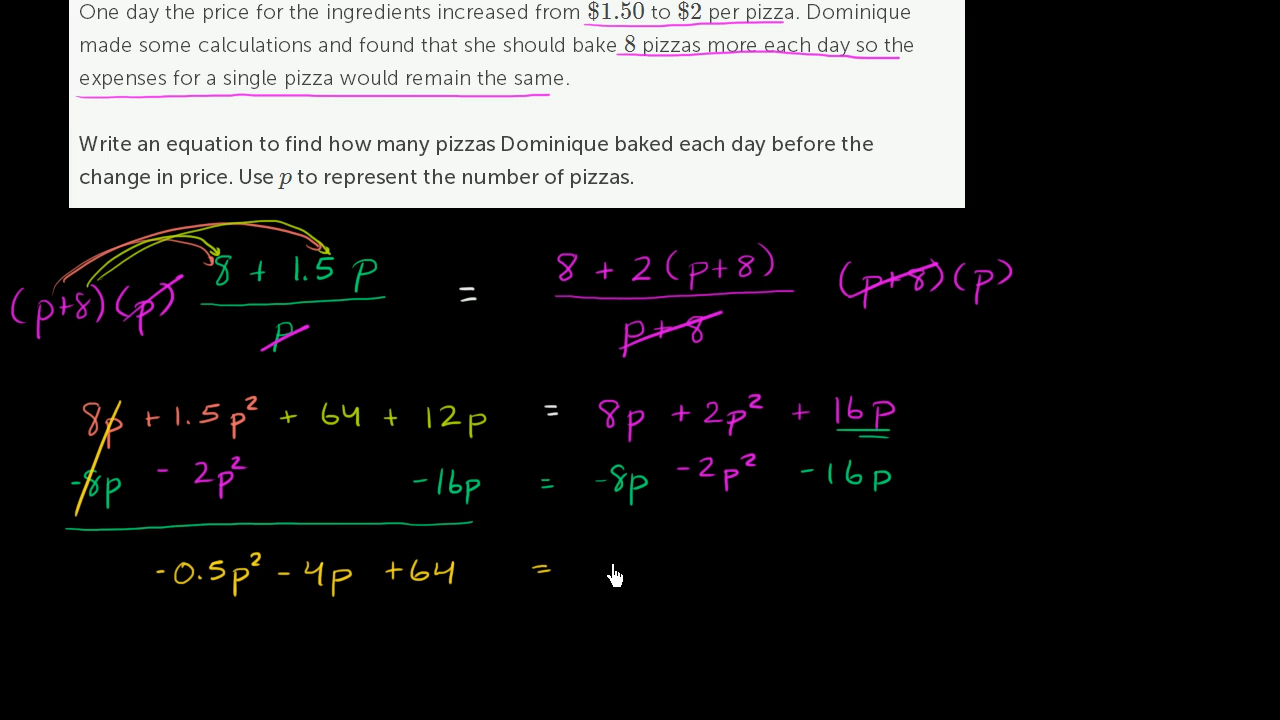 One day the price for the ingredients increased from $1.50 to $2 per pizza. Dominique
made some calculations and found that she should bake 8 pizzas more each day so the
expenses for a single pizza would remain the same.
Write an equation to find how many pizzas Dominique baked each day before the
change in price. Use p to represent the number of pizzas.
(p+8)(p) 8 + 1.5 p / p = 8 + 2(p+8) / p+8 (p+8)(p)
8p + 1.5p² + 64 + 12p = 8p + 2p² + 16p
-8p - 2p² -16p = -8p -2p² -16p
-0.5p² - 4p +64 =